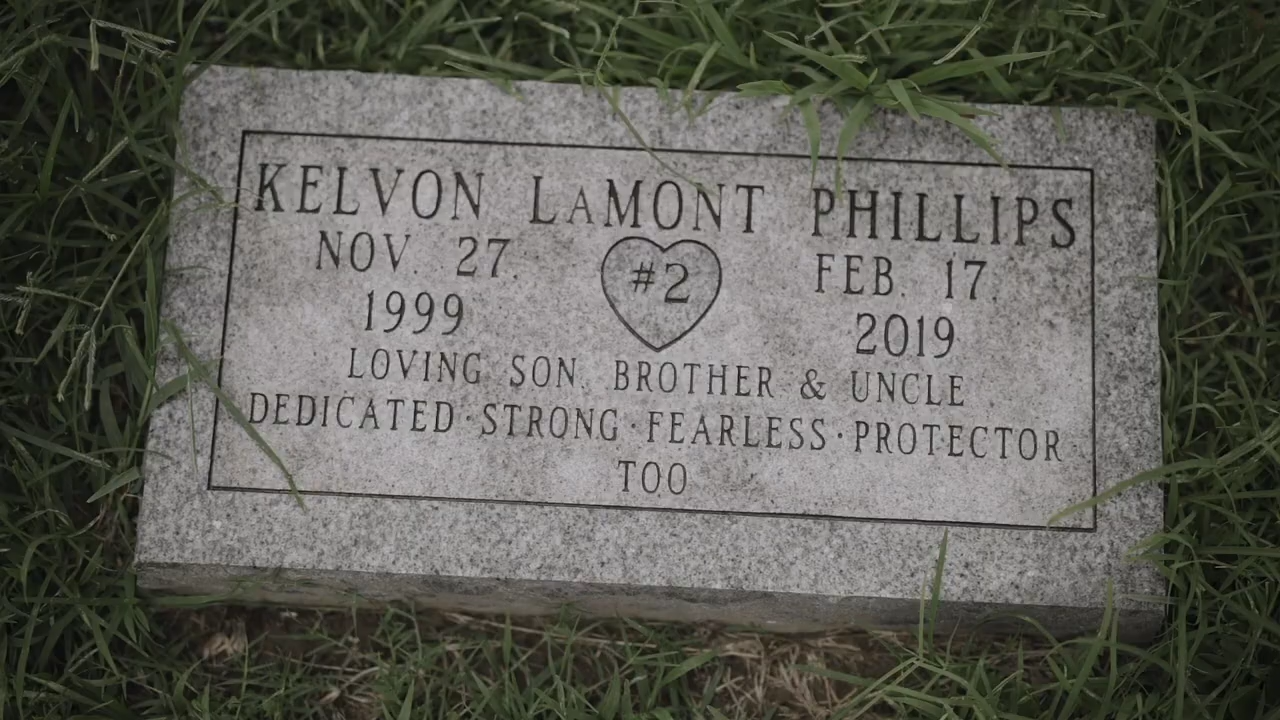 KELVON LaMONT PHILLIPS
NOV. 27, #2 FEB. 17,
1999 2019
LOVING SON, BROTHER & UNCLE
DEDICATED·STRONG·FEARLESS·PROTECTOR·
TOO